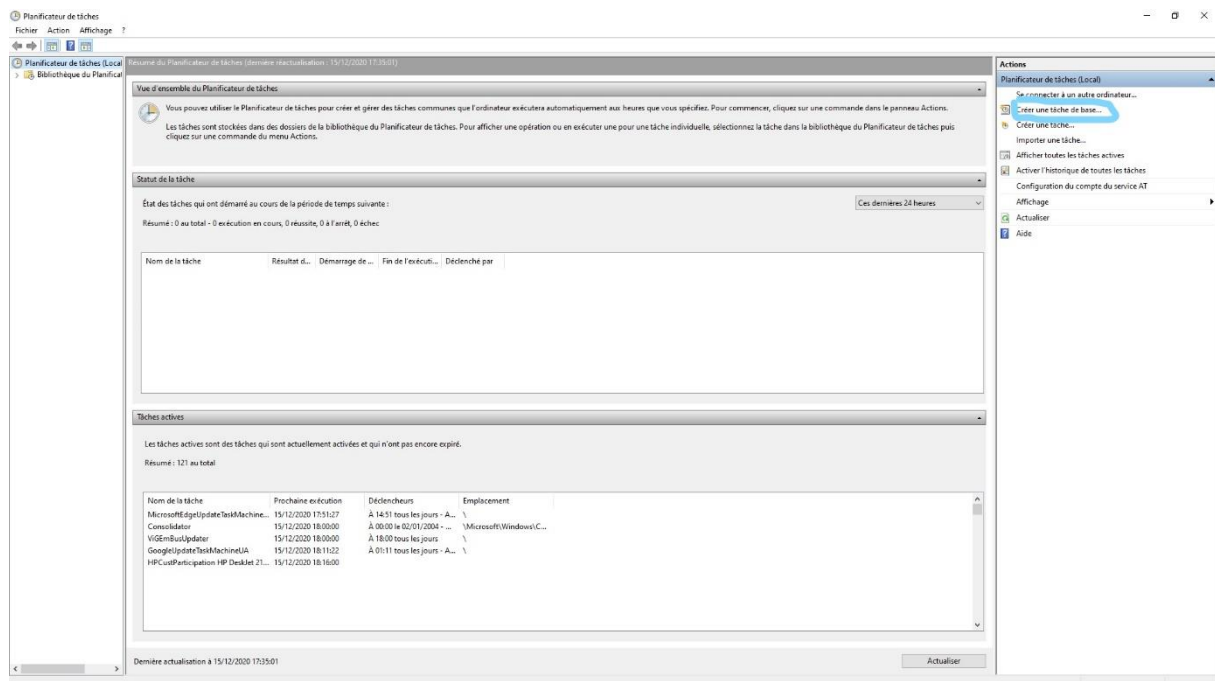 Planificateur de tâches
Fichier Action Affichage ?
Planificateur de tâches (Local
Bibliothèque du Planificat
Résumé du Planificateur de tâches (dernière réactualisation : 15/12/2020 17:35:01)
Vue d'ensemble du Planificateur de tâches
Vous pouvez utiliser le Planificateur de tâches pour créer et gérer des tâches communes que l'ordinateur exécutera automatiquement aux heures que vous spécifiez. Pour commencer, cliquez sur une commande dans le panneau Actions.
Les tâches sont stockées dans des dossiers de la bibliothèque du Planificateur de tâches. Pour afficher une opération ou en exécuter une pour une tâche individuelle, sélectionnez la tâche dans la bibliothèque du Planificateur de tâches puis
cliquez sur une commande du menu Actions.
Statut de la tâche
État des tâches qui ont démarré au cours de la période de temps suivante :
Ces dernières 24 heures
Résumé : 0 au total - 0 exécution en cours, 0 réussite, 0 à l'arrêt, 0 échec
Nom de la tâche Résultat d... Démarrage de ... Fin de l'exécuti... Déclenché par
Tâches actives
Les tâches actives sont des tâches qui sont actuellement activées et qui n'ont pas encore expiré.
Résumé : 121 au total
Nom de la tâche Prochaine exécution Déclencheurs Emplacement
MicrosoftEdgeUpdateTaskMachine... 15/12/2020 17:51:27 À 14:51 tous les jours - A... \
Consolidator 15/12/2020 18:00:00 À 00:00 le 02/01/2004 - ... \Microsoft\Windows\C...
ViGEmBusUpdater 15/12/2020 18:00:00 À 18:00 tous les jours \
GoogleUpdateTaskMachineUA 15/12/2020 18:11:22 À 01:11 tous les jours - A... \
HPCustParticipation HP DeskJet 21... 15/12/2020 18:16:00
Dernière actualisation à 15/12/2020 17:35:01
Actualiser
Actions
Planificateur de tâches (Local)
Se connecter à un autre ordinateur...
Créer une tâche de base...
Créer une tâche...
Importer une tâche...
Afficher toutes les tâches actives
Activer l'historique de toutes les tâches
Configuration du compte du service AT
Affichage
Actualiser
Aide